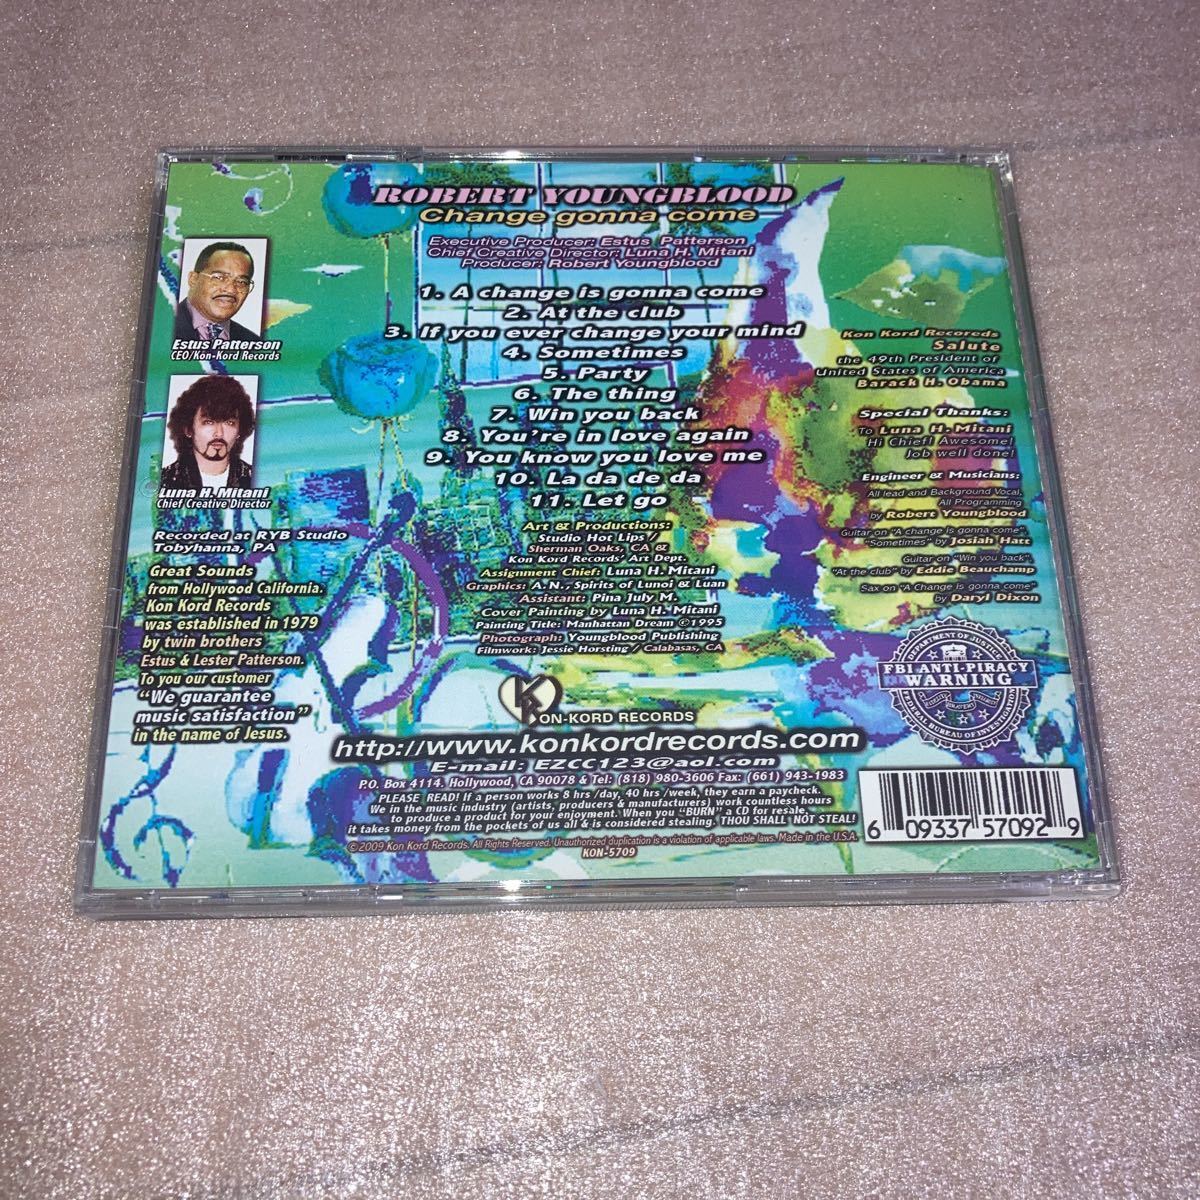 ROBERT YOUNGBLOOD
Change gonna come
Executive Producer: Estus Patterson
Chief Creative Director: Luna H. Mitani
Producer: Robert Youngblood
1. A change is gonna come
2. At the club
3. If you ever change your mind
4. Sometimes
5. Party
6. The thing
7. Win you back
8. You're in love again
9. You know you love me
10. La da de da
11. Let go
Art & Productions:
Studio Hot Lips /
Sherman Oaks, CA &
Kon Kord Records' Art Dept.
Assignment Chief: Luna H. Mitani
Graphics: A. N., Spirits of Lunoi & Luan
Assistant: Pina July M.
Cover Painting by Luna H. Mitani
Painting Title: Manhattan Dream ©1995
Photograph: Youngblood Publishing
Filmwork: Jessie Horsting / Calabasas, CA
Estus Patterson
CEO/Kon-Kord Records
Luna H. Mitani
Chief Creative Director
Recorded at RYB Studio
Tobyhanna, PA
Great Sounds
from Hollywood California.
Kon Kord Records
was established in 1979
by twin brothers
Estus & Lester Patterson.
To you our customer
"We guarantee
music satisfaction"
in the name of Jesus.
Kon Kord Recoreds
Salute
the 49th President of
United States of America
Barack H. Obama
Special Thanks:
To Luna H. Mitani
Hi Chief! Awesome!
Job well done!
Engineer & Musicians:
All lead and Background Vocal,
All Programming
by Robert Youngblood
Guitar on "A change is gonna come",
"Sometimes" by Josiah Hatt
Guitar on "Win you back",
"At the club" by Eddie Beauchamp
Sax on "A Change is gonna come"
by Daryl Dixon
DEPARTMENT OF JUSTICE
FBI ANTI-PIRACY
WARNING
FIDELITY BRAVERY INTEGRITY
FEDERAL BUREAU OF INVESTIGATION
KON-KORD RECORDS
http://www.konkordrecords.com
E-mail: EZCC123@aol.com
P.O. Box 4114. Hollywood, CA 90078 & Tel: (818) 980-3606 Fax: (661) 943-1983
PLEASE READ! If a person works 8 hrs /day, 40 hrs /week, they earn a paycheck.
We in the music industry (artists, producers & manufacturers) work countless hours
to produce a product for your enjoyment. When you "BURN" a CD for resale,
it takes money from the pockets of us all & is considered stealing. THOU SHALL NOT STEAL!
© 2009 Kon Kord Records. All Rights Reserved. Unauthorized duplication is a violation of applicable laws. Made in the U.S.A.
KON-5709
6 09337 57092 9